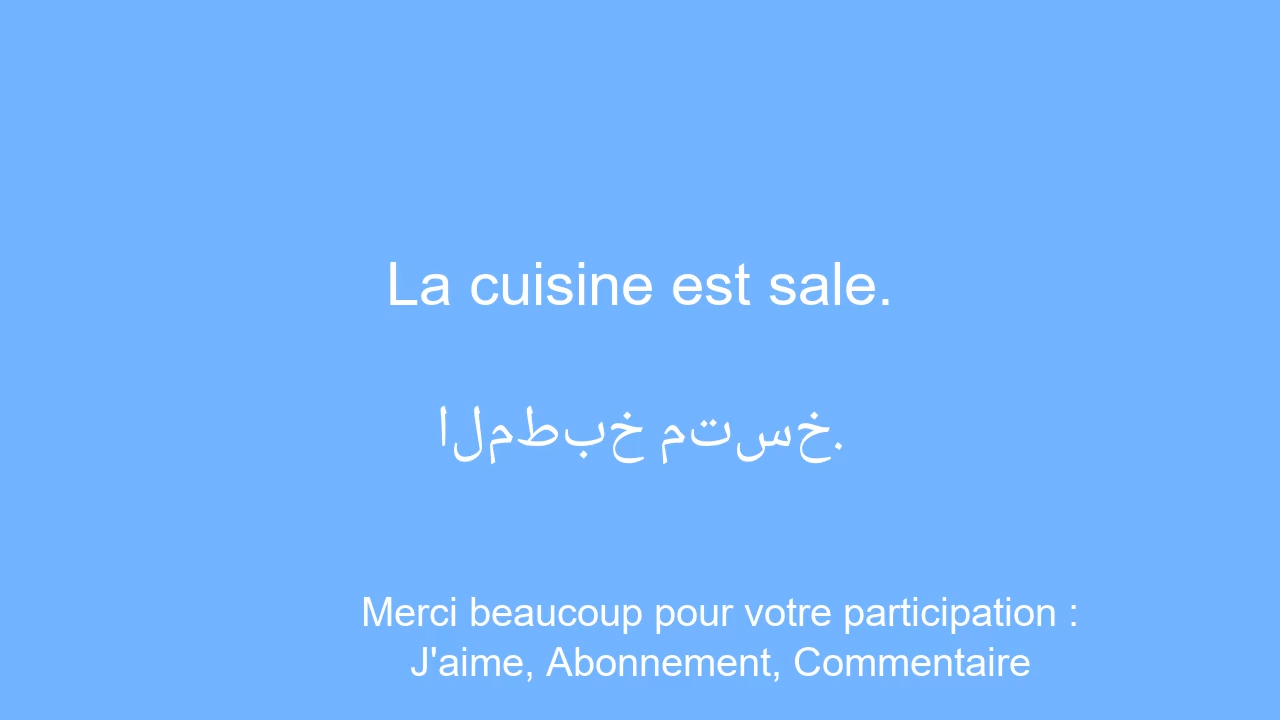 La cuisine est sale.
المطبخ متسخ.
Merci beaucoup pour votre participation :
J'aime, Abonnement, Commentaire